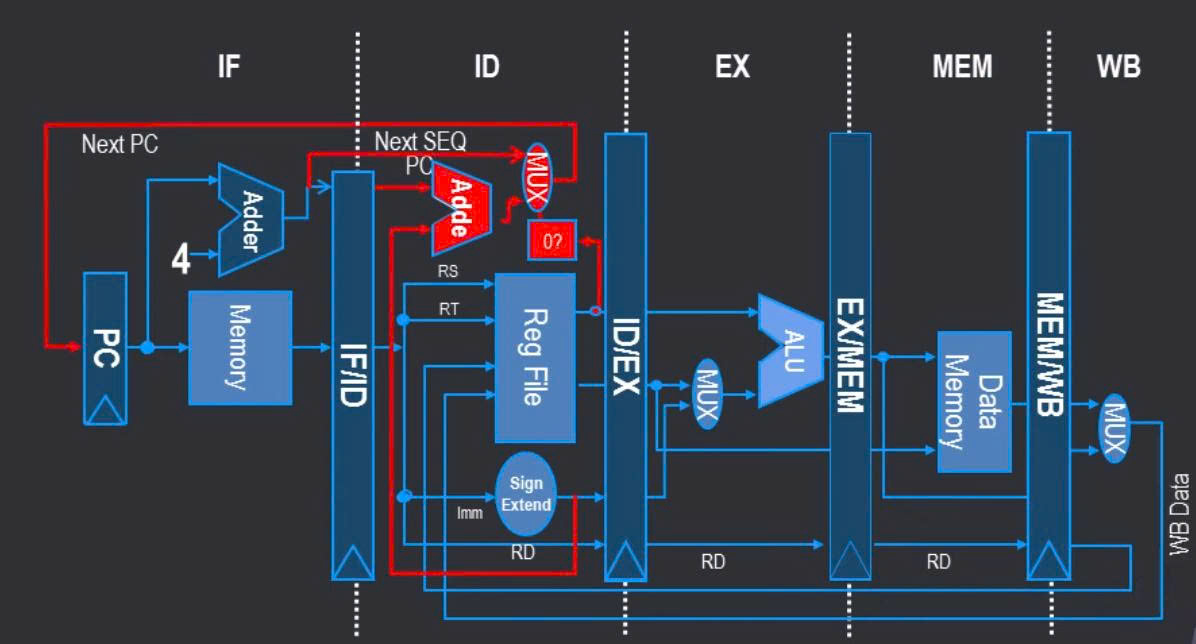 IF
ID
EX
MEM
WB
Next PC
Next SEQ
PC
MUX
Adder
Adde
0?
4
RS
RT
PC
Memory
IF/ID
Reg File
ID/EX
MUX
ALU
EX/MEM
Data
Memory
MEM/WB
MUX
Sign
Extend
Imm
RD
RD
RD
WB Data